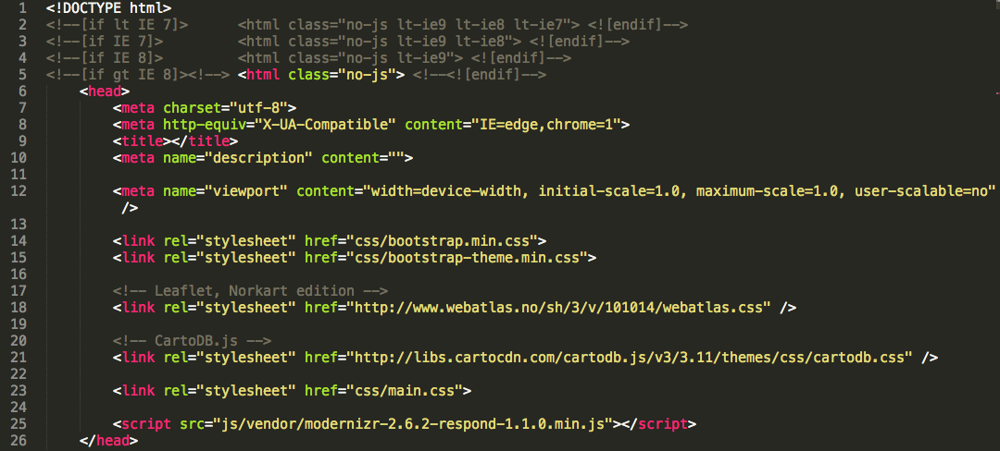 1 <!DOCTYPE html>
2 <!--[if lt IE 7]>      <html class="no-js lt-ie9 lt-ie8 lt-ie7"> <![endif]-->
3 <!--[if IE 7]>         <html class="no-js lt-ie9 lt-ie8"> <![endif]-->
4 <!--[if IE 8]>         <html class="no-js lt-ie9"> <![endif]-->
5 <!--[if gt IE 8]><!--> <html class="no-js"> <!--<![endif]-->
6     <head>
7         <meta charset="utf-8">
8         <meta http-equiv="X-UA-Compatible" content="IE=edge,chrome=1">
9         <title></title>
10         <meta name="description" content="">
11
12         <meta name="viewport" content="width=device-width, initial-scale=1.0, maximum-scale=1.0, user-scalable=no"
          />
13
14         <link rel="stylesheet" href="css/bootstrap.min.css">
15         <link rel="stylesheet" href="css/bootstrap-theme.min.css">
16
17         <!-- Leaflet, Norkart edition -->
18         <link rel="stylesheet" href="http://www.webatlas.no/sh/3/v/101014/webatlas.css" />
19
20         <!-- CartoDB.js -->
21         <link rel="stylesheet" href="http://libs.cartocdn.com/cartodb.js/v3/3.11/themes/css/cartodb.css" />
22
23         <link rel="stylesheet" href="css/main.css">
24
25         <script src="js/vendor/modernizr-2.6.2-respond-1.1.0.min.js"></script>
26     </head>